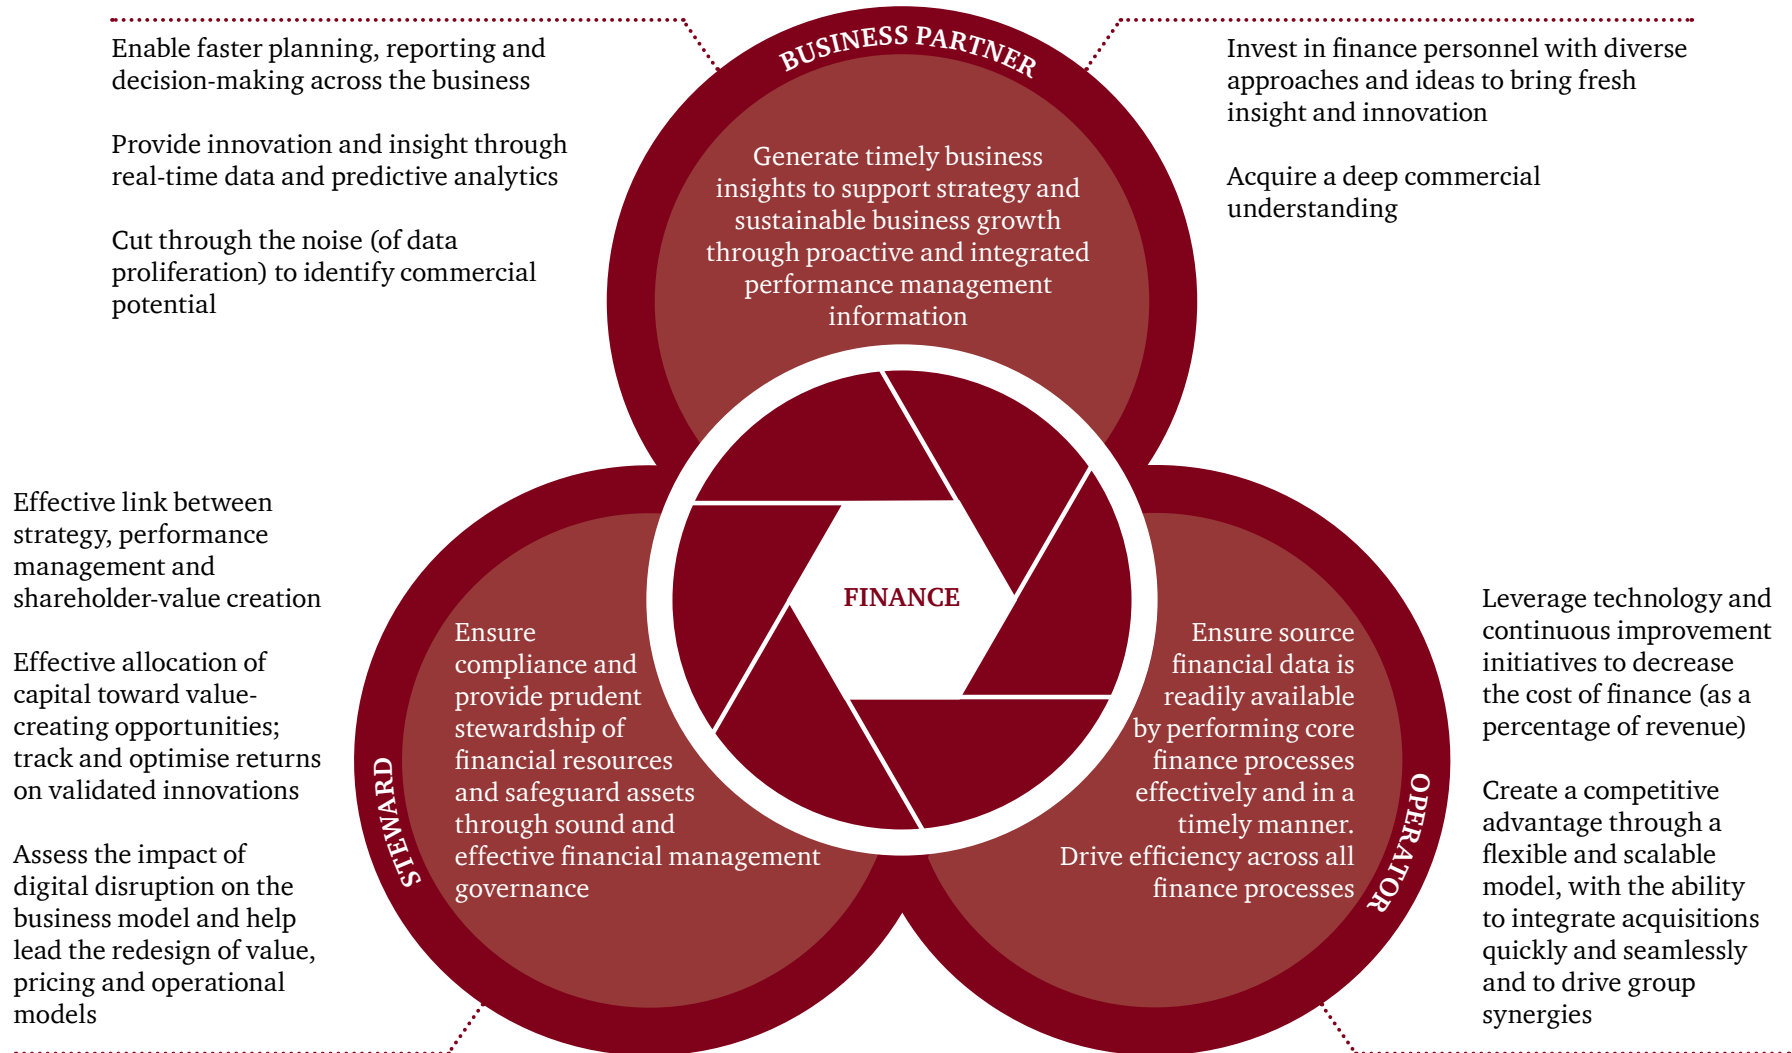 BUSINESS PARTNER
Enable faster planning, reporting and
decision-making across the business
Provide innovation and insight through
real-time data and predictive analytics
Cut through the noise (of data
proliferation) to identify commercial
potential
Generate timely business
insights to support strategy and
sustainable business growth
through proactive and integrated
performance management
information
Invest in finance personnel with diverse
approaches and ideas to bring fresh
insight and innovation
Acquire a deep commercial
understanding
FINANCE
Effective link between
strategy, performance
management and
shareholder-value creation
Effective allocation of
capital toward value-
creating opportunities;
track and optimise returns
on validated innovations
Assess the impact of
digital disruption on the
business model and help
lead the redesign of value,
pricing and operational
models
STEWARD
Ensure
compliance and
provide prudent
stewardship of
financial resources
and safeguard assets
through sound and
effective financial management
governance
Ensure source
financial data is
readily available
by performing core
finance processes
effectively and in a
timely manner.
Drive efficiency across all
finance processes
OPERATOR
Leverage technology and
continuous improvement
initiatives to decrease
the cost of finance (as a
percentage of revenue)
Create a competitive
advantage through a
flexible and scalable
model, with the ability
to integrate acquisitions
quickly and seamlessly
and to drive group
synergies